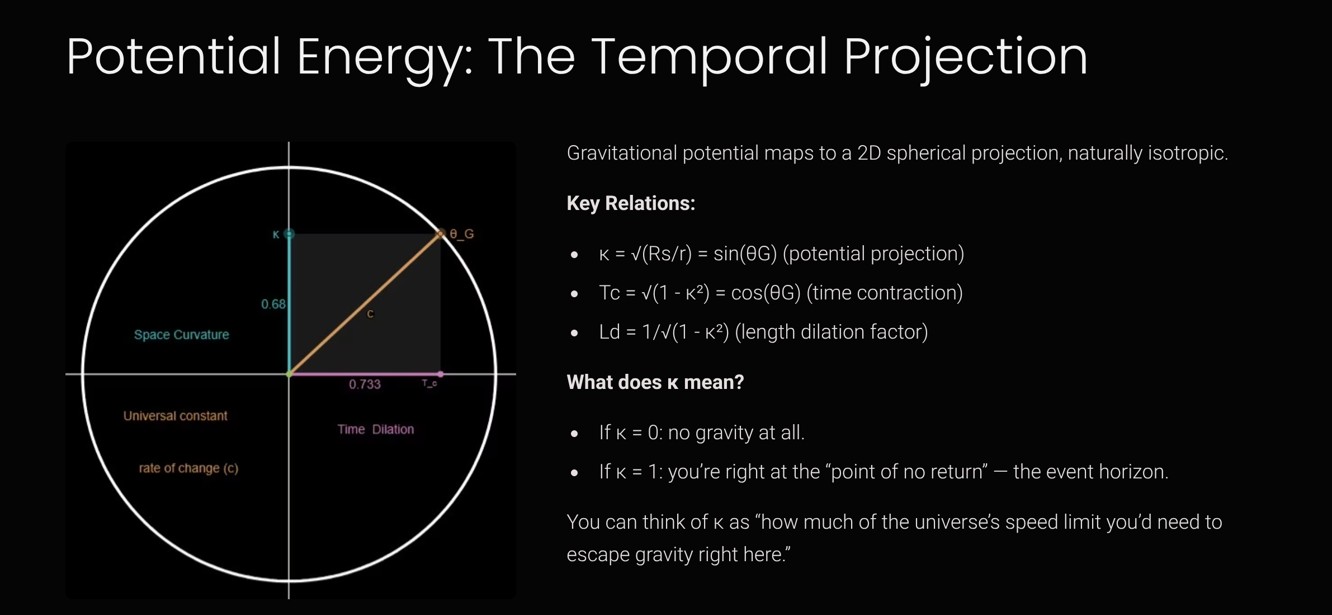 Potential Energy: The Temporal Projection
κ
θ_G
0.68
c
Space Curvature
0.733
T_c
Universal constant
Time Dilation
rate of change (c)
Gravitational potential maps to a 2D spherical projection, naturally isotropic.
Key Relations:
• κ = √(Rs/r) = sin(θG) (potential projection)
• Tc = √(1 - κ²) = cos(θG) (time contraction)
• Ld = 1/√(1 - κ²) (length dilation factor)
What does κ mean?
• If κ = 0: no gravity at all.
• If κ = 1: you’re right at the “point of no return” — the event horizon.
You can think of κ as “how much of the universe’s speed limit you’d need to
escape gravity right here.”